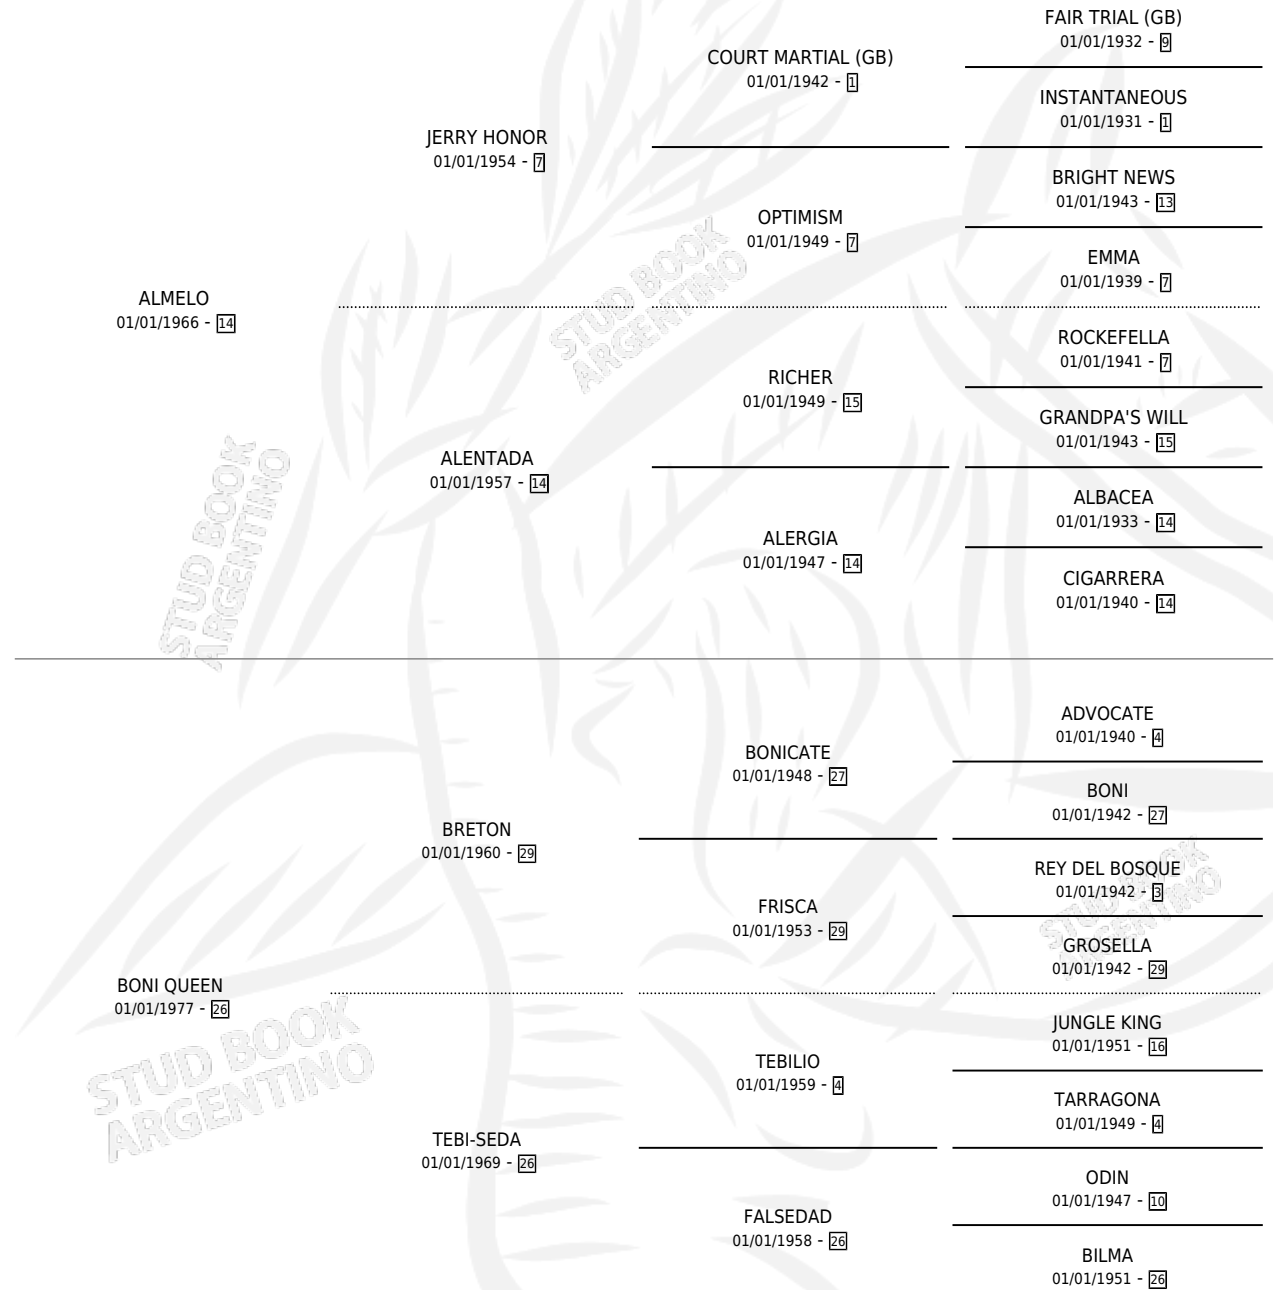 FAIR TRIAL (GB)
01/01/1932 - 9
COURT MARTIAL (GB)
01/01/1942 - 1
INSTANTANEOUS
01/01/1931 - 1
JERRY HONOR
01/01/1954 - 7
BRIGHT NEWS
01/01/1943 - 13
OPTIMISM
01/01/1949 - 7
EMMA
01/01/1939 - 7
ALMELO
01/01/1966 - 14
STUD BOOK
ARGENTINO
ROCKEFELLA
01/01/1941 - 7
RICHER
01/01/1949 - 15
GRANDPA'S WILL
01/01/1943 - 15
ALENTADA
01/01/1957 - 14
ALBACEA
01/01/1933 - 14
ALERGIA
01/01/1947 - 14
CIGARRERA
01/01/1940 - 14
STUD BOOK
ARGENTINO
ADVOCATE
01/01/1940 - 4
BONICATE
01/01/1948 - 27
BONI
01/01/1942 - 27
BRETON
01/01/1960 - 29
REY DEL BOSQUE
01/01/1942 - 3
FRISCA
01/01/1953 - 29
STUD BOOK
ARGENTINO
GROSELLA
01/01/1942 - 29
BONI QUEEN
01/01/1977 - 26
JUNGLE KING
01/01/1951 - 16
STUD BOOK
ARGENTINO
TEBILIO
01/01/1959 - 4
TARRAGONA
01/01/1949 - 4
TEBI-SEDA
01/01/1969 - 26
ODIN
01/01/1947 - 10
FALSEDAD
01/01/1958 - 26
BILMA
01/01/1951 - 26